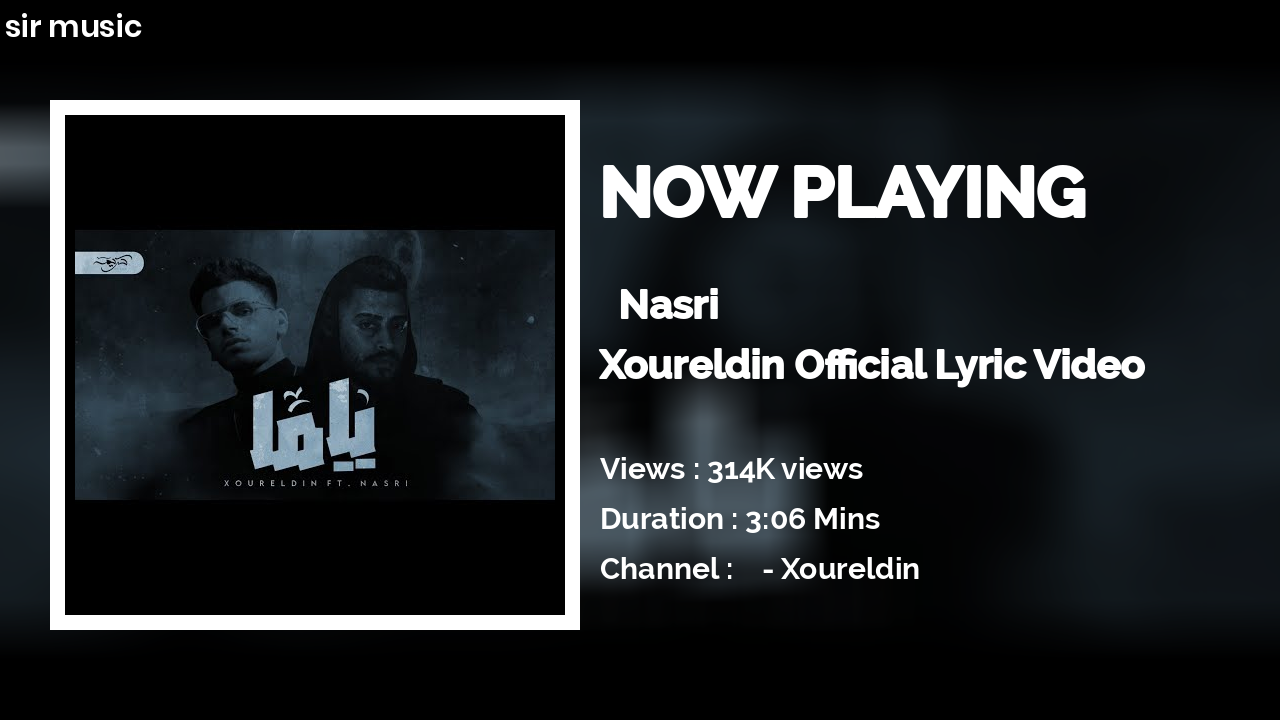 sir music
NOW PLAYING
Nasri
Xoureldin Official Lyric Video
ياما
XOURELDIN FT. NASRI
Views : 314K views
Duration : 3:06 Mins
Channel : - Xoureldin